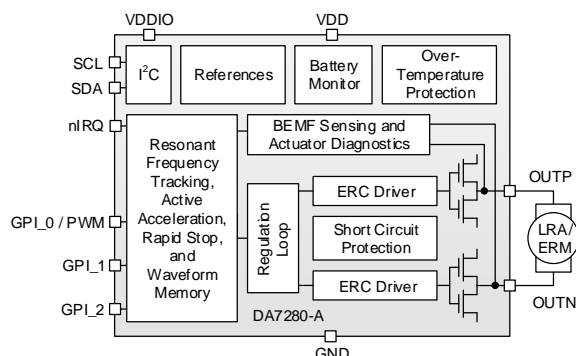 VDDIO
VDD
SCL
SDA
I²C
References
Battery
Monitor
Over-
Temperature
Protection
nIRQ
GPI_0 / PWM
GPI_1
GPI_2
Resonant
Frequency
Tracking,
Active
Acceleration,
Rapid Stop,
and
Waveform
Memory
BEMF Sensing and
Actuator Diagnostics
Regulation
Loop
ERC Driver
Short Circuit
Protection
ERC Driver
OUTP
LRA/
ERM
OUTN
DA7280-A
GND